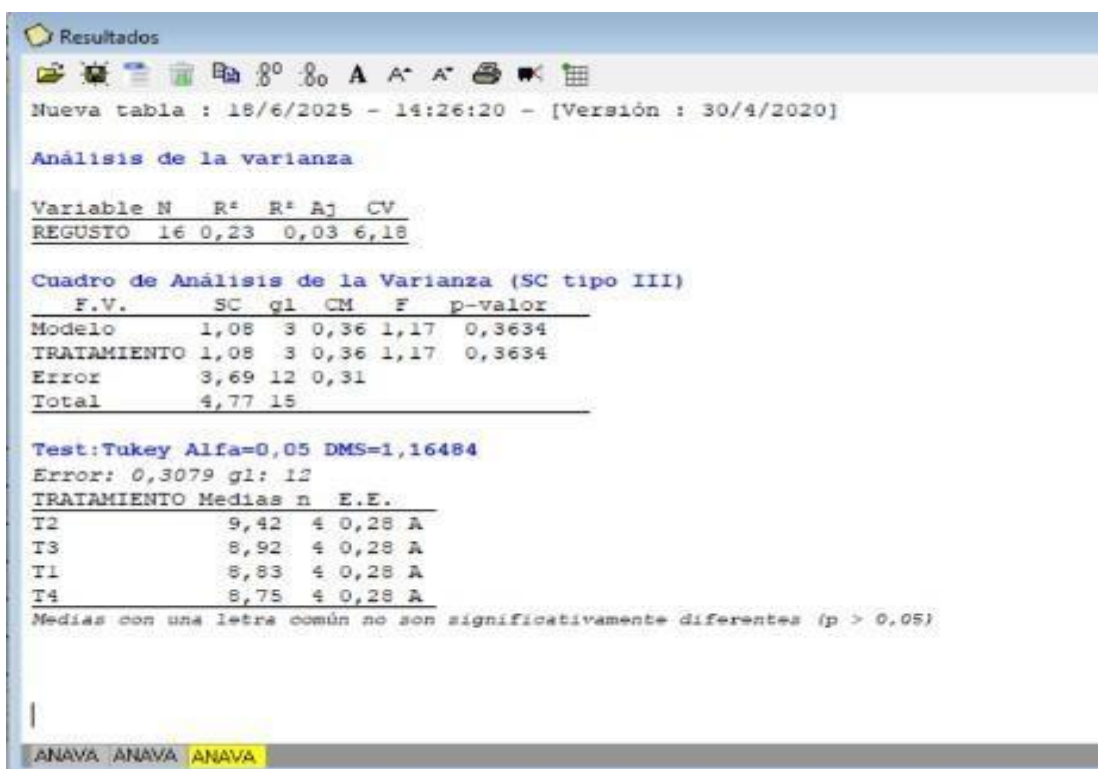 Resultados
Nueva tabla : 18/6/2025 - 14:26:20 - [Versión : 30/4/2020]
Análisis de la varianza
Variable N R² R² Aj CV
REGUSTO 16 0,23 0,03 6,18
Cuadro de Análisis de la Varianza (SC tipo III)
F.V. SC gl CM F p-valor
Modelo 1,08 3 0,36 1,17 0,3634
TRATAMIENTO 1,08 3 0,36 1,17 0,3634
Error 3,69 12 0,31
Total 4,77 15
Test:Tukey Alfa=0,05 DMS=1,16484
Error: 0,3079 gl: 12
TRATAMIENTO Medias n E.E.
T2 9,42 4 0,28 A
T3 8,92 4 0,28 A
T1 8,83 4 0,28 A
T4 8,75 4 0,28 A
Medias con una letra común no son significativamente diferentes (p > 0,05)
ANAVA ANAVA ANAVA